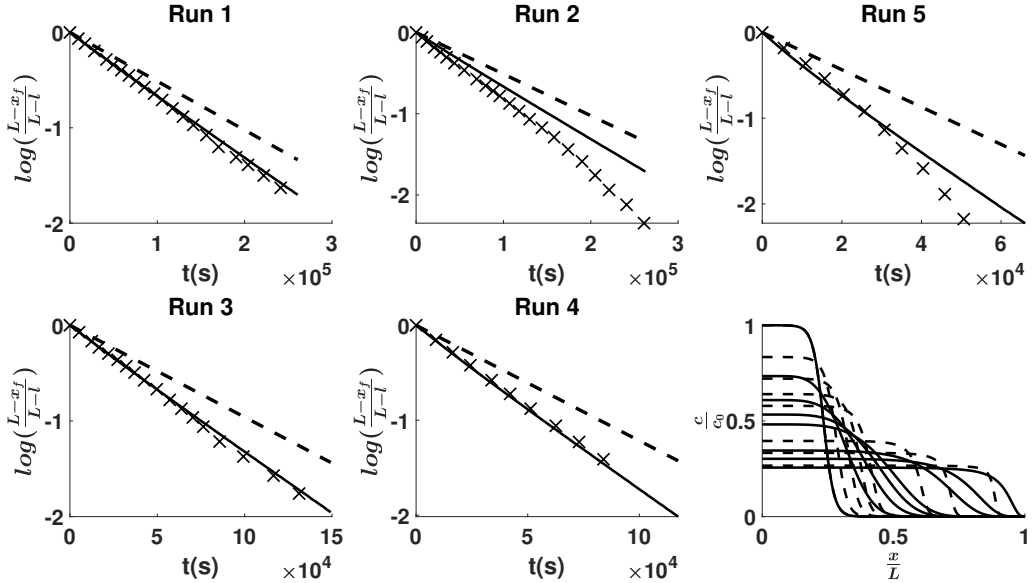 Run 1
log(L−x_f / L−l)
0
-1
-2
0 1 2 3
t(s) ×10^5
Run 2
log(L−x_f / L−l)
0
-1
-2
0 1 2 3
t(s) ×10^5
Run 5
log(L−x_f / L−l)
0
-1
-2
0 2 4 6
t(s) ×10^4
Run 3
log(L−x_f / L−l)
0
-1
-2
0 5 10 15
t(s) ×10^4
Run 4
log(L−x_f / L−l)
0
-1
-2
0 5 10
t(s) ×10^4
c/c_0
1
0.5
0
0 0.5 1
x/L